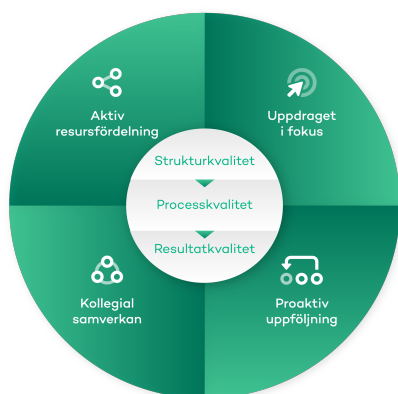 Aktiv
resursfördelning
Uppdraget
i fokus
Strukturkvalitet
Processkvalitet
Resultatkvalitet
Kollegial
samverkan
Proaktiv
uppföljning